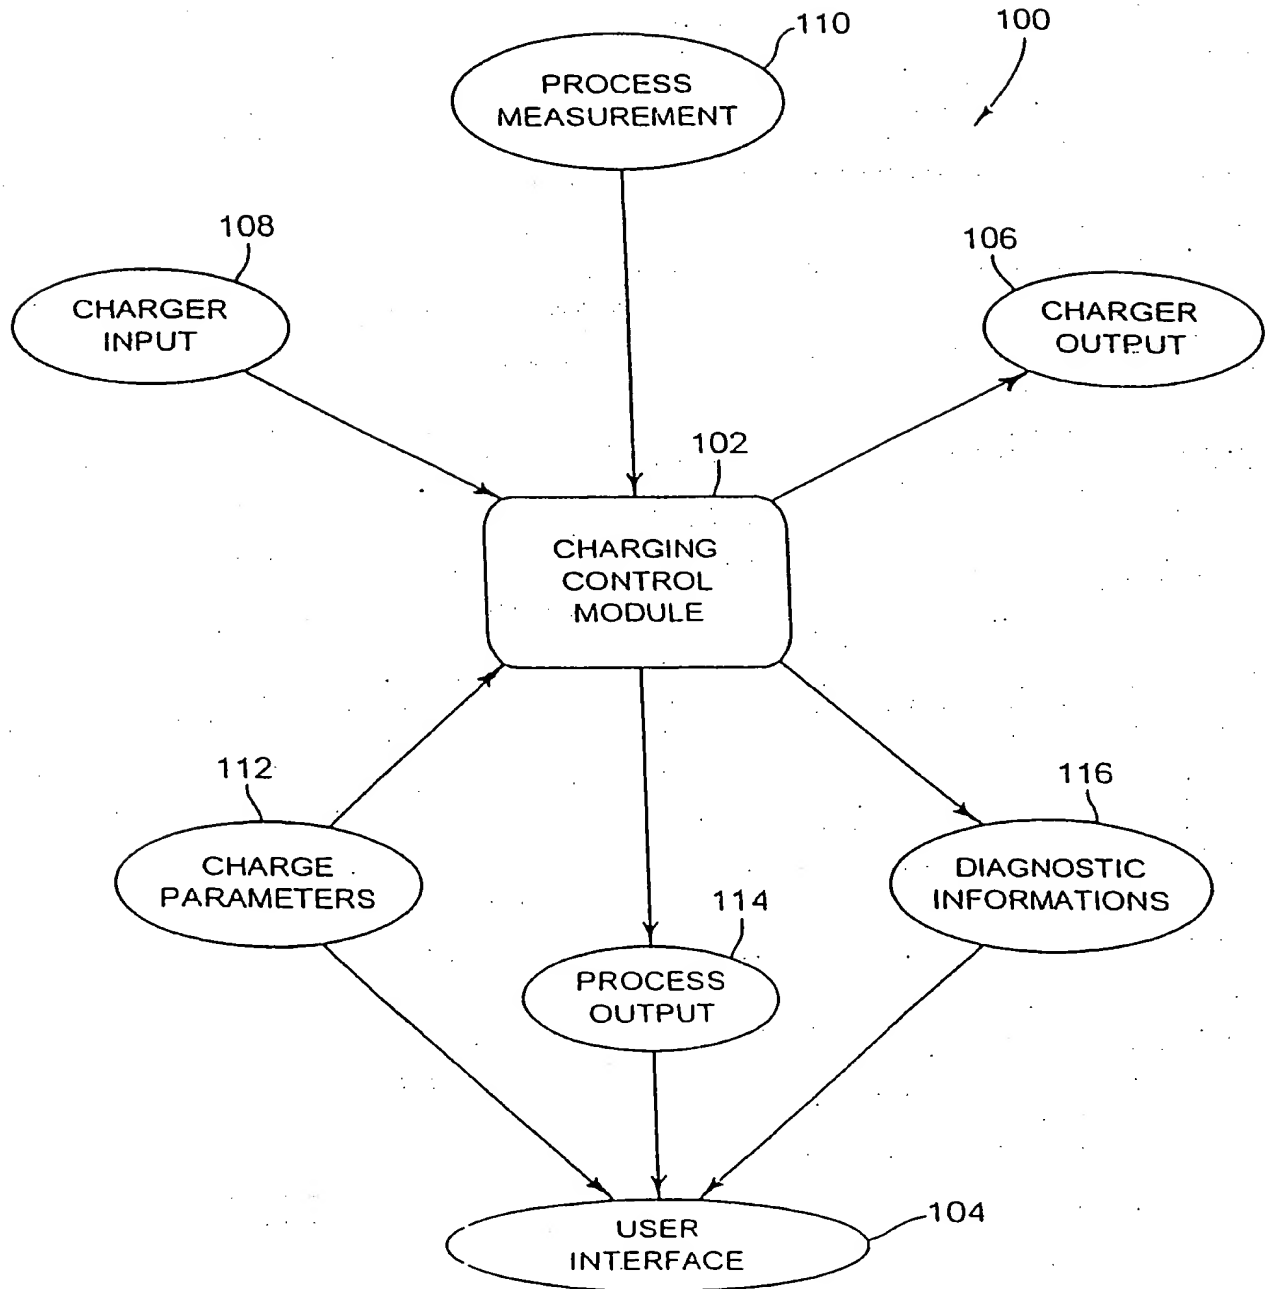 110
100
PROCESS
MEASUREMENT
108
106
CHARGER
INPUT
CHARGER
OUTPUT
102
CHARGING
CONTROL
MODULE
112
116
CHARGE
PARAMETERS
DIAGNOSTIC
INFORMATIONS
114
PROCESS
OUTPUT
104
USER
INTERFACE